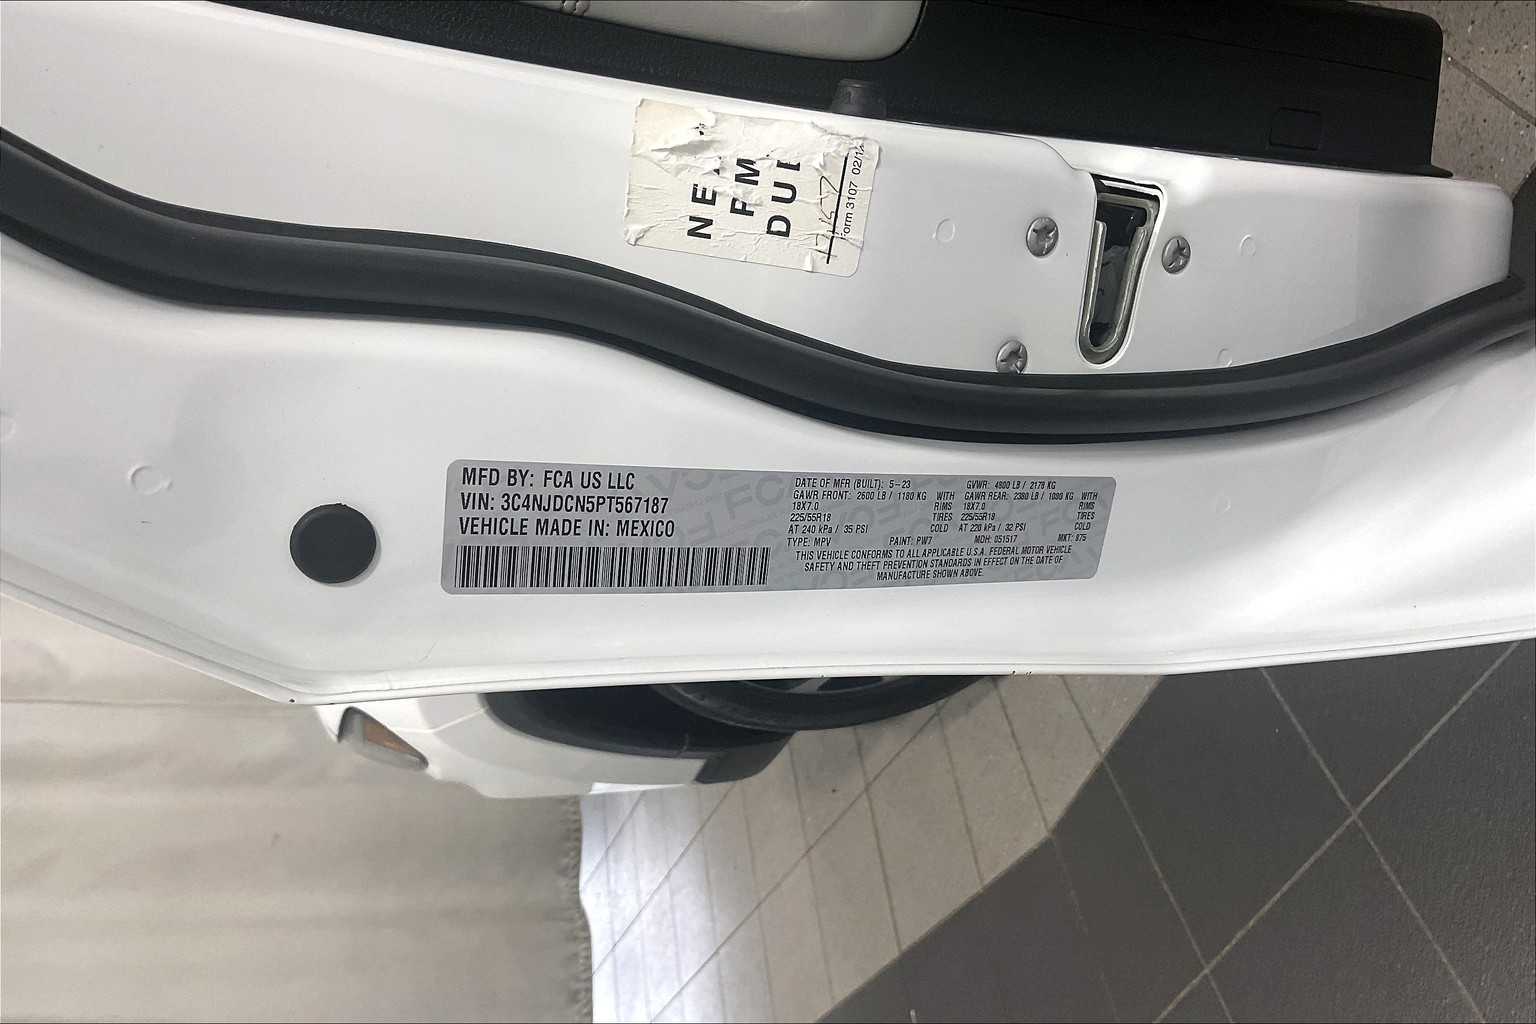 NE
FM
DUE
Form 3107 02/1
MFD BY: FCA US LLC
VIN: 3C4NJDCN5PT567187
VEHICLE MADE IN: MEXICO
DATE OF MFR (BUILT): 5-23 GVWR: 4800 LB / 2178 KG
GAWR FRONT: 2600 LB / 1180 KG WITH GAWR REAR: 2380 LB / 1080 KG WITH
18X7.0 RIMS 18X7.0 RIMS
225/55R18 TIRES 225/55R18 TIRES
AT 240 kPa / 35 PSI COLD AT 220 kPa / 32 PSI COLD
TYPE: MPV PAINT: PW7 MDH: 051517 MKT: 875
THIS VEHICLE CONFORMS TO ALL APPLICABLE U.S.A. FEDERAL MOTOR VEHICLE
SAFETY AND THEFT PREVENTION STANDARDS IN EFFECT ON THE DATE OF
MANUFACTURE SHOWN ABOVE.